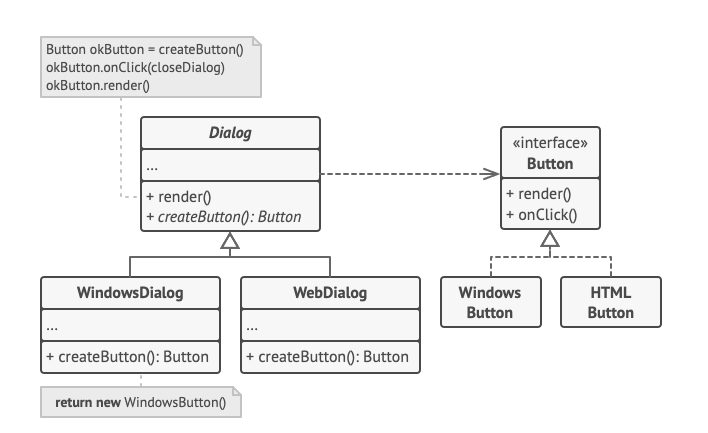 Button okButton = createButton()
okButton.onClick(closeDialog)
okButton.render()
Dialog
...
+ render()
+ createButton(): Button
«interface»
Button
+ render()
+ onClick()
WindowsDialog
...
+ createButton(): Button
WebDialog
...
+ createButton(): Button
Windows
Button
HTML
Button
return new WindowsButton()